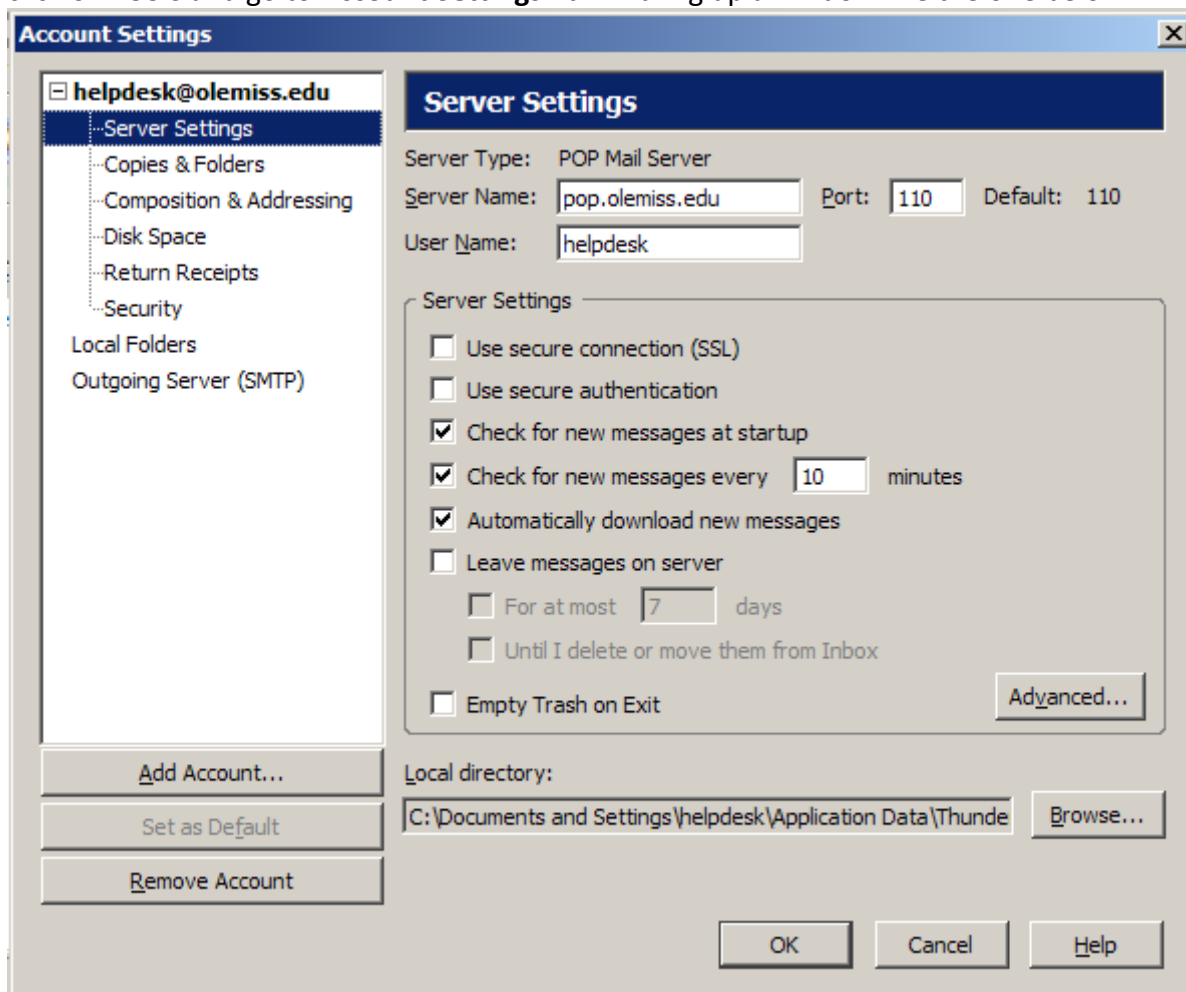 Account Settings
helpdesk@olemiss.edu
Server Settings
Copies & Folders
Composition & Addressing
Disk Space
Return Receipts
Security
Local Folders
Outgoing Server (SMTP)
Add Account...
Set as Default
Remove Account
Server Settings
Server Type: POP Mail Server
Server Name: pop.olemiss.edu Port: 110 Default: 110
User Name: helpdesk
Server Settings
Use secure connection (SSL)
Use secure authentication
Check for new messages at startup
Check for new messages every 10 minutes
Automatically download new messages
Leave messages on server
For at most 7 days
Until I delete or move them from Inbox
Empty Trash on Exit
Advanced...
Local directory:
C:\Documents and Settings\helpdesk\Application Data\Thunde Browse...
OK Cancel Help